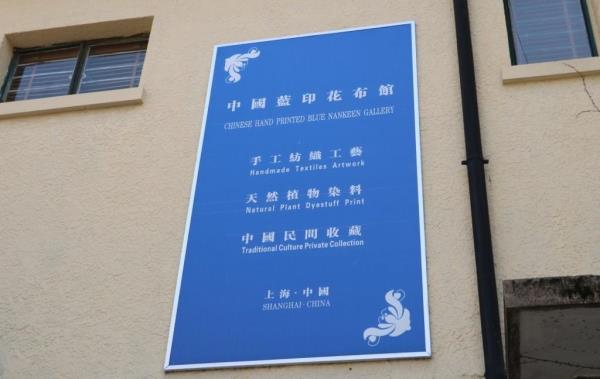 中國藍印花布館
CHINESE HAND PRINTED BLUE NANKEEN GALLERY
手工紡織工藝
Handmade Textiles Artwork
天然植物染料
Natural Plant Dyestuff Print
中國民間收藏
Traditional Culture Private Collection
上海·中國
SHANGHAI·CHINA